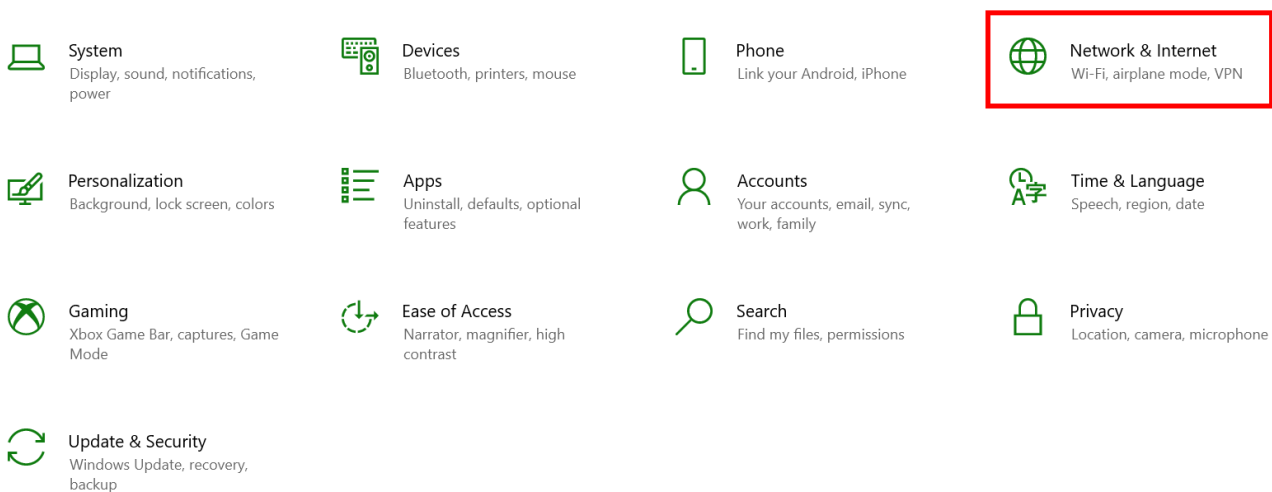 System
Display, sound, notifications,
power
Devices
Bluetooth, printers, mouse
Phone
Link your Android, iPhone
Network & Internet
Wi-Fi, airplane mode, VPN
Personalization
Background, lock screen, colors
Apps
Uninstall, defaults, optional
features
Accounts
Your accounts, email, sync,
work, family
Time & Language
Speech, region, date
Gaming
Xbox Game Bar, captures, Game
Mode
Ease of Access
Narrator, magnifier, high
contrast
Search
Find my files, permissions
Privacy
Location, camera, microphone
Update & Security
Windows Update, recovery,
backup